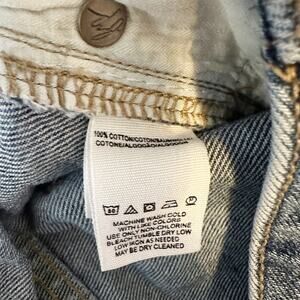 100% COTTON/COTON/BAUMWOLLE
COTONE/ALGODÃO/ALGODON
MACHINE WASH COLD
WITH LIKE COLORS
USE ONLY NON-CHLORINE
BLEACH TUMBLE DRY LOW
LOW IRON AS NEEDED
MAY BE DRY CLEANED